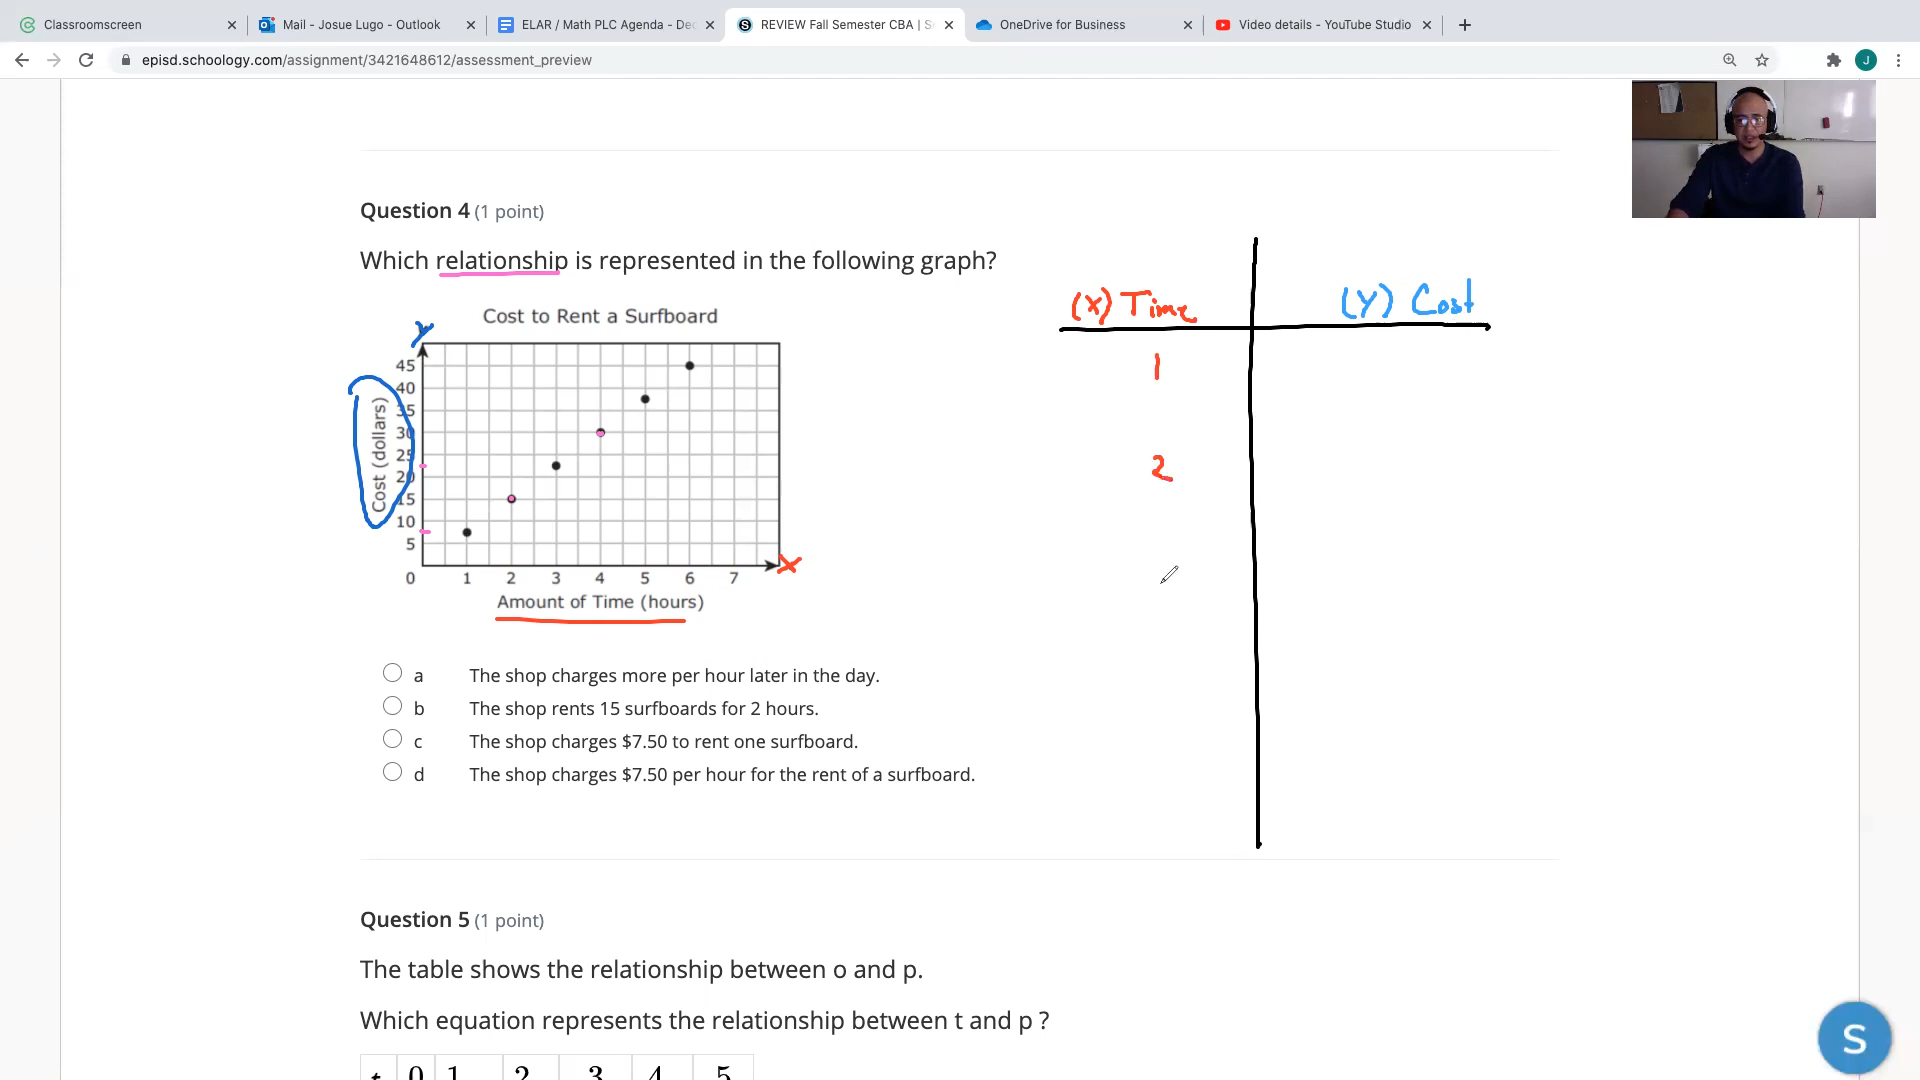 Classroomscreen
Mail - Josue Lugo - Outlook
ELAR / Math PLC Agenda - Dec
REVIEW Fall Semester CBA | S
OneDrive for Business
Video details - YouTube Studio
episd.schoology.com/assignment/3421648612/assessment_preview
J
Question 4 (1 point)
Which relationship is represented in the following graph?
Cost to Rent a Surfboard
Y
45
40
35
30
25
20
15
10
5
0 1 2 3 4 5 6 7
X
Cost (dollars)
Amount of Time (hours)
(X) Time
(Y) Cost
1
2
a The shop charges more per hour later in the day.
b The shop rents 15 surfboards for 2 hours.
c The shop charges $7.50 to rent one surfboard.
d The shop charges $7.50 per hour for the rent of a surfboard.
Question 5 (1 point)
The table shows the relationship between o and p.
Which equation represents the relationship between t and p ?
t 0 1 2 3 4 5
S